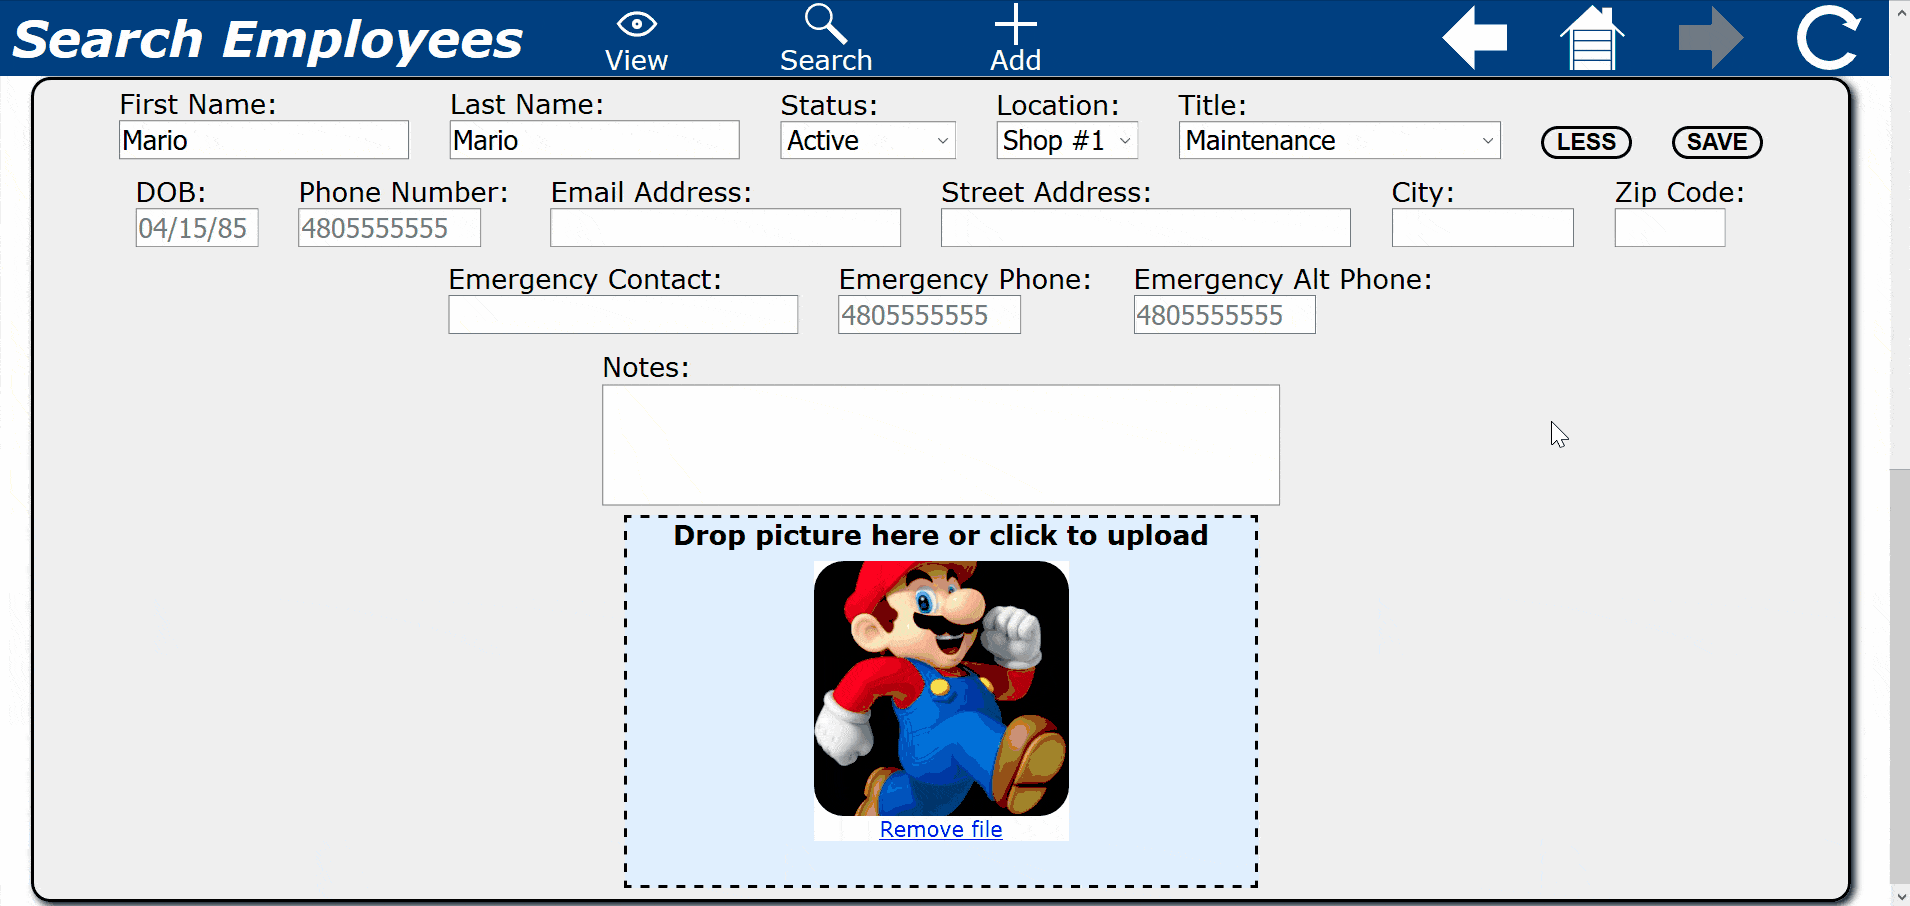 Search Employees
View
Search
Add
First Name:
Last Name:
Status:
Location:
Title:
Mario
Mario
Active
Shop #1
Maintenance
LESS
SAVE
DOB:
Phone Number:
Email Address:
Street Address:
City:
Zip Code:
04/15/85
4805555555
Emergency Contact:
Emergency Phone:
Emergency Alt Phone:
4805555555
4805555555
Notes:
Drop picture here or click to upload
Remove file